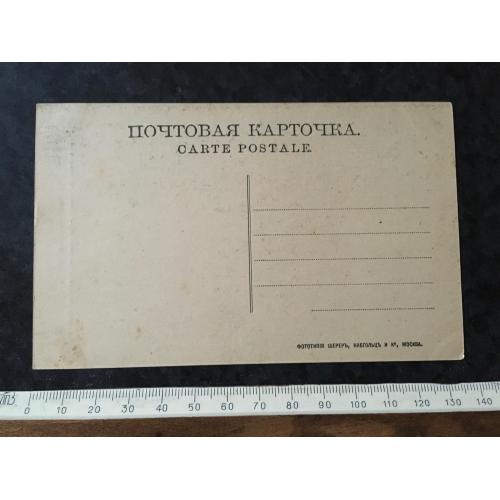 ПОЧТОВАЯ КАРТОЧКА.
CARTE POSTALE.
ФОТОТИПІЯ ШЕРЕРЪ, НАБГОЛЬЦЪ И Кº, МОСКВА.
0 10 20 30 40 50 60 70 80 90 100 110 120 130 140